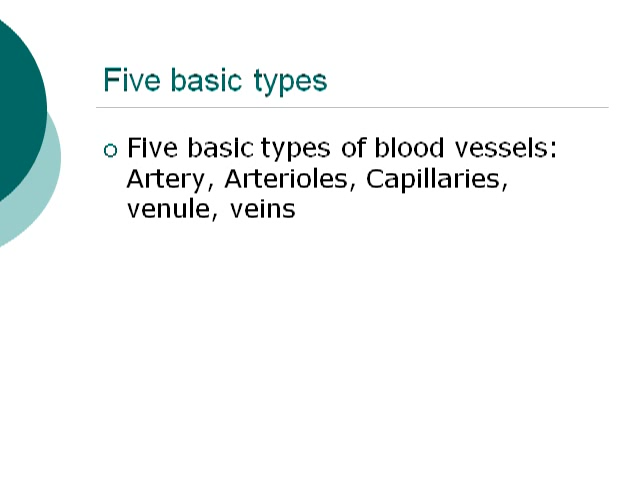 Five basic types
Five basic types of blood vessels:
Artery, Arterioles, Capillaries,
venule, veins